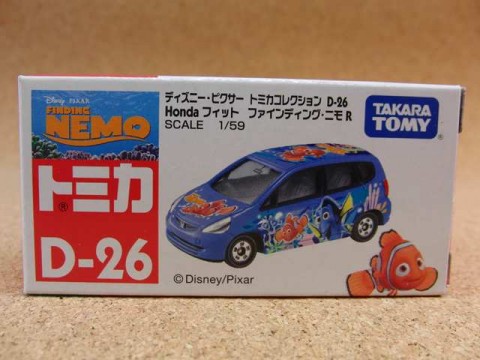 Disney・PIXAR
FINDING
NEMO
トミカ
®
D-26
ディズニー・ピクサー トミカコレクション D-26
Honda フィット ファインディング・ニモ R
SCALE 1/59
TAKARA
TOMY
©Disney/Pixar